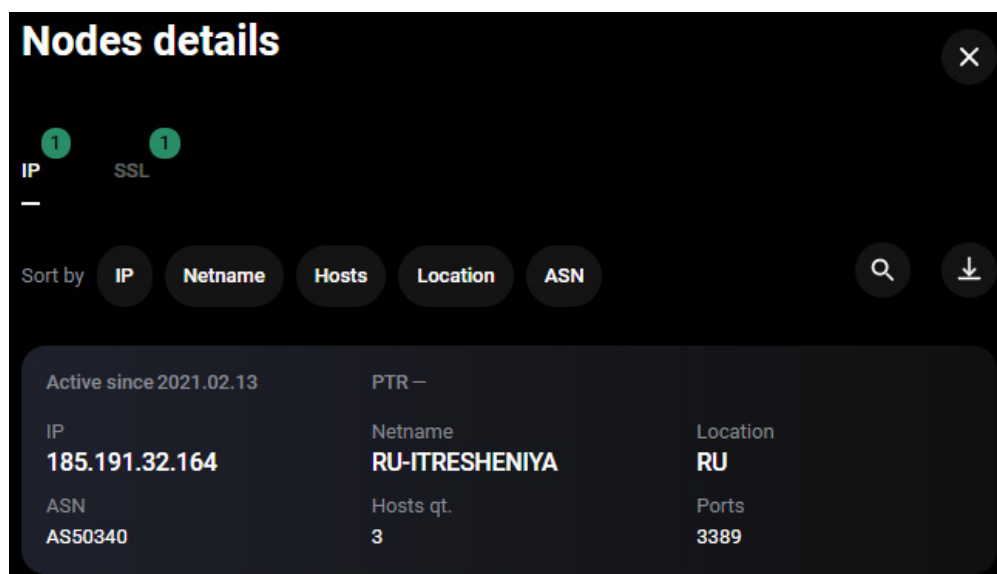 Nodes details
1 1
IP SSL
Sort by IP Netname Hosts Location ASN
Active since 2021.02.13 PTR —
IP Netname Location
185.191.32.164 RU-ITRESHENIYA RU
ASN Hosts qt. Ports
AS50340 3 3389